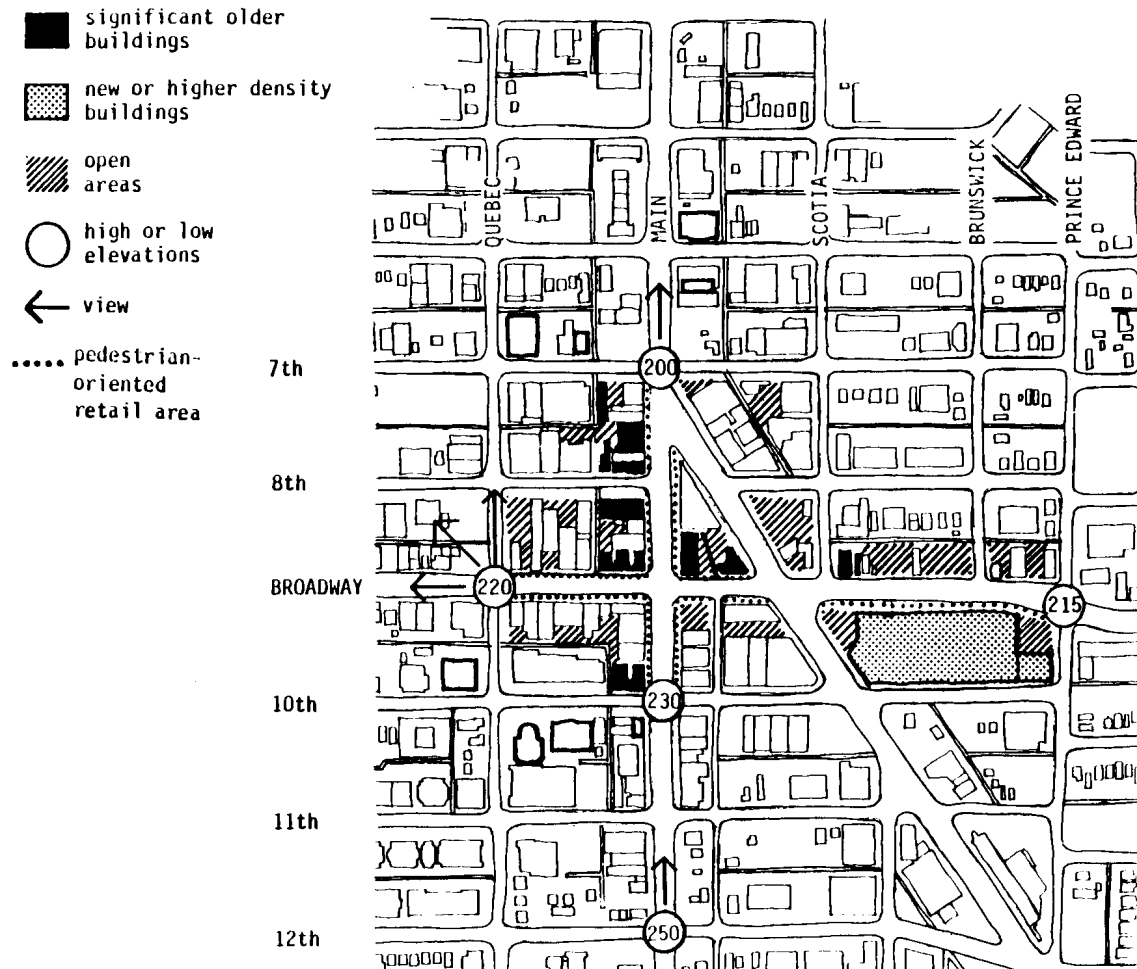 significant older
buildings
new or higher density
buildings
open
areas
high or low
elevations
view
pedestrian-
oriented
retail area
QUEBEC
MAIN
SCOTIA
BRUNSWICK
PRINCE EDWARD
7th
200
8th
BROADWAY
220
215
10th
230
11th
12th
250